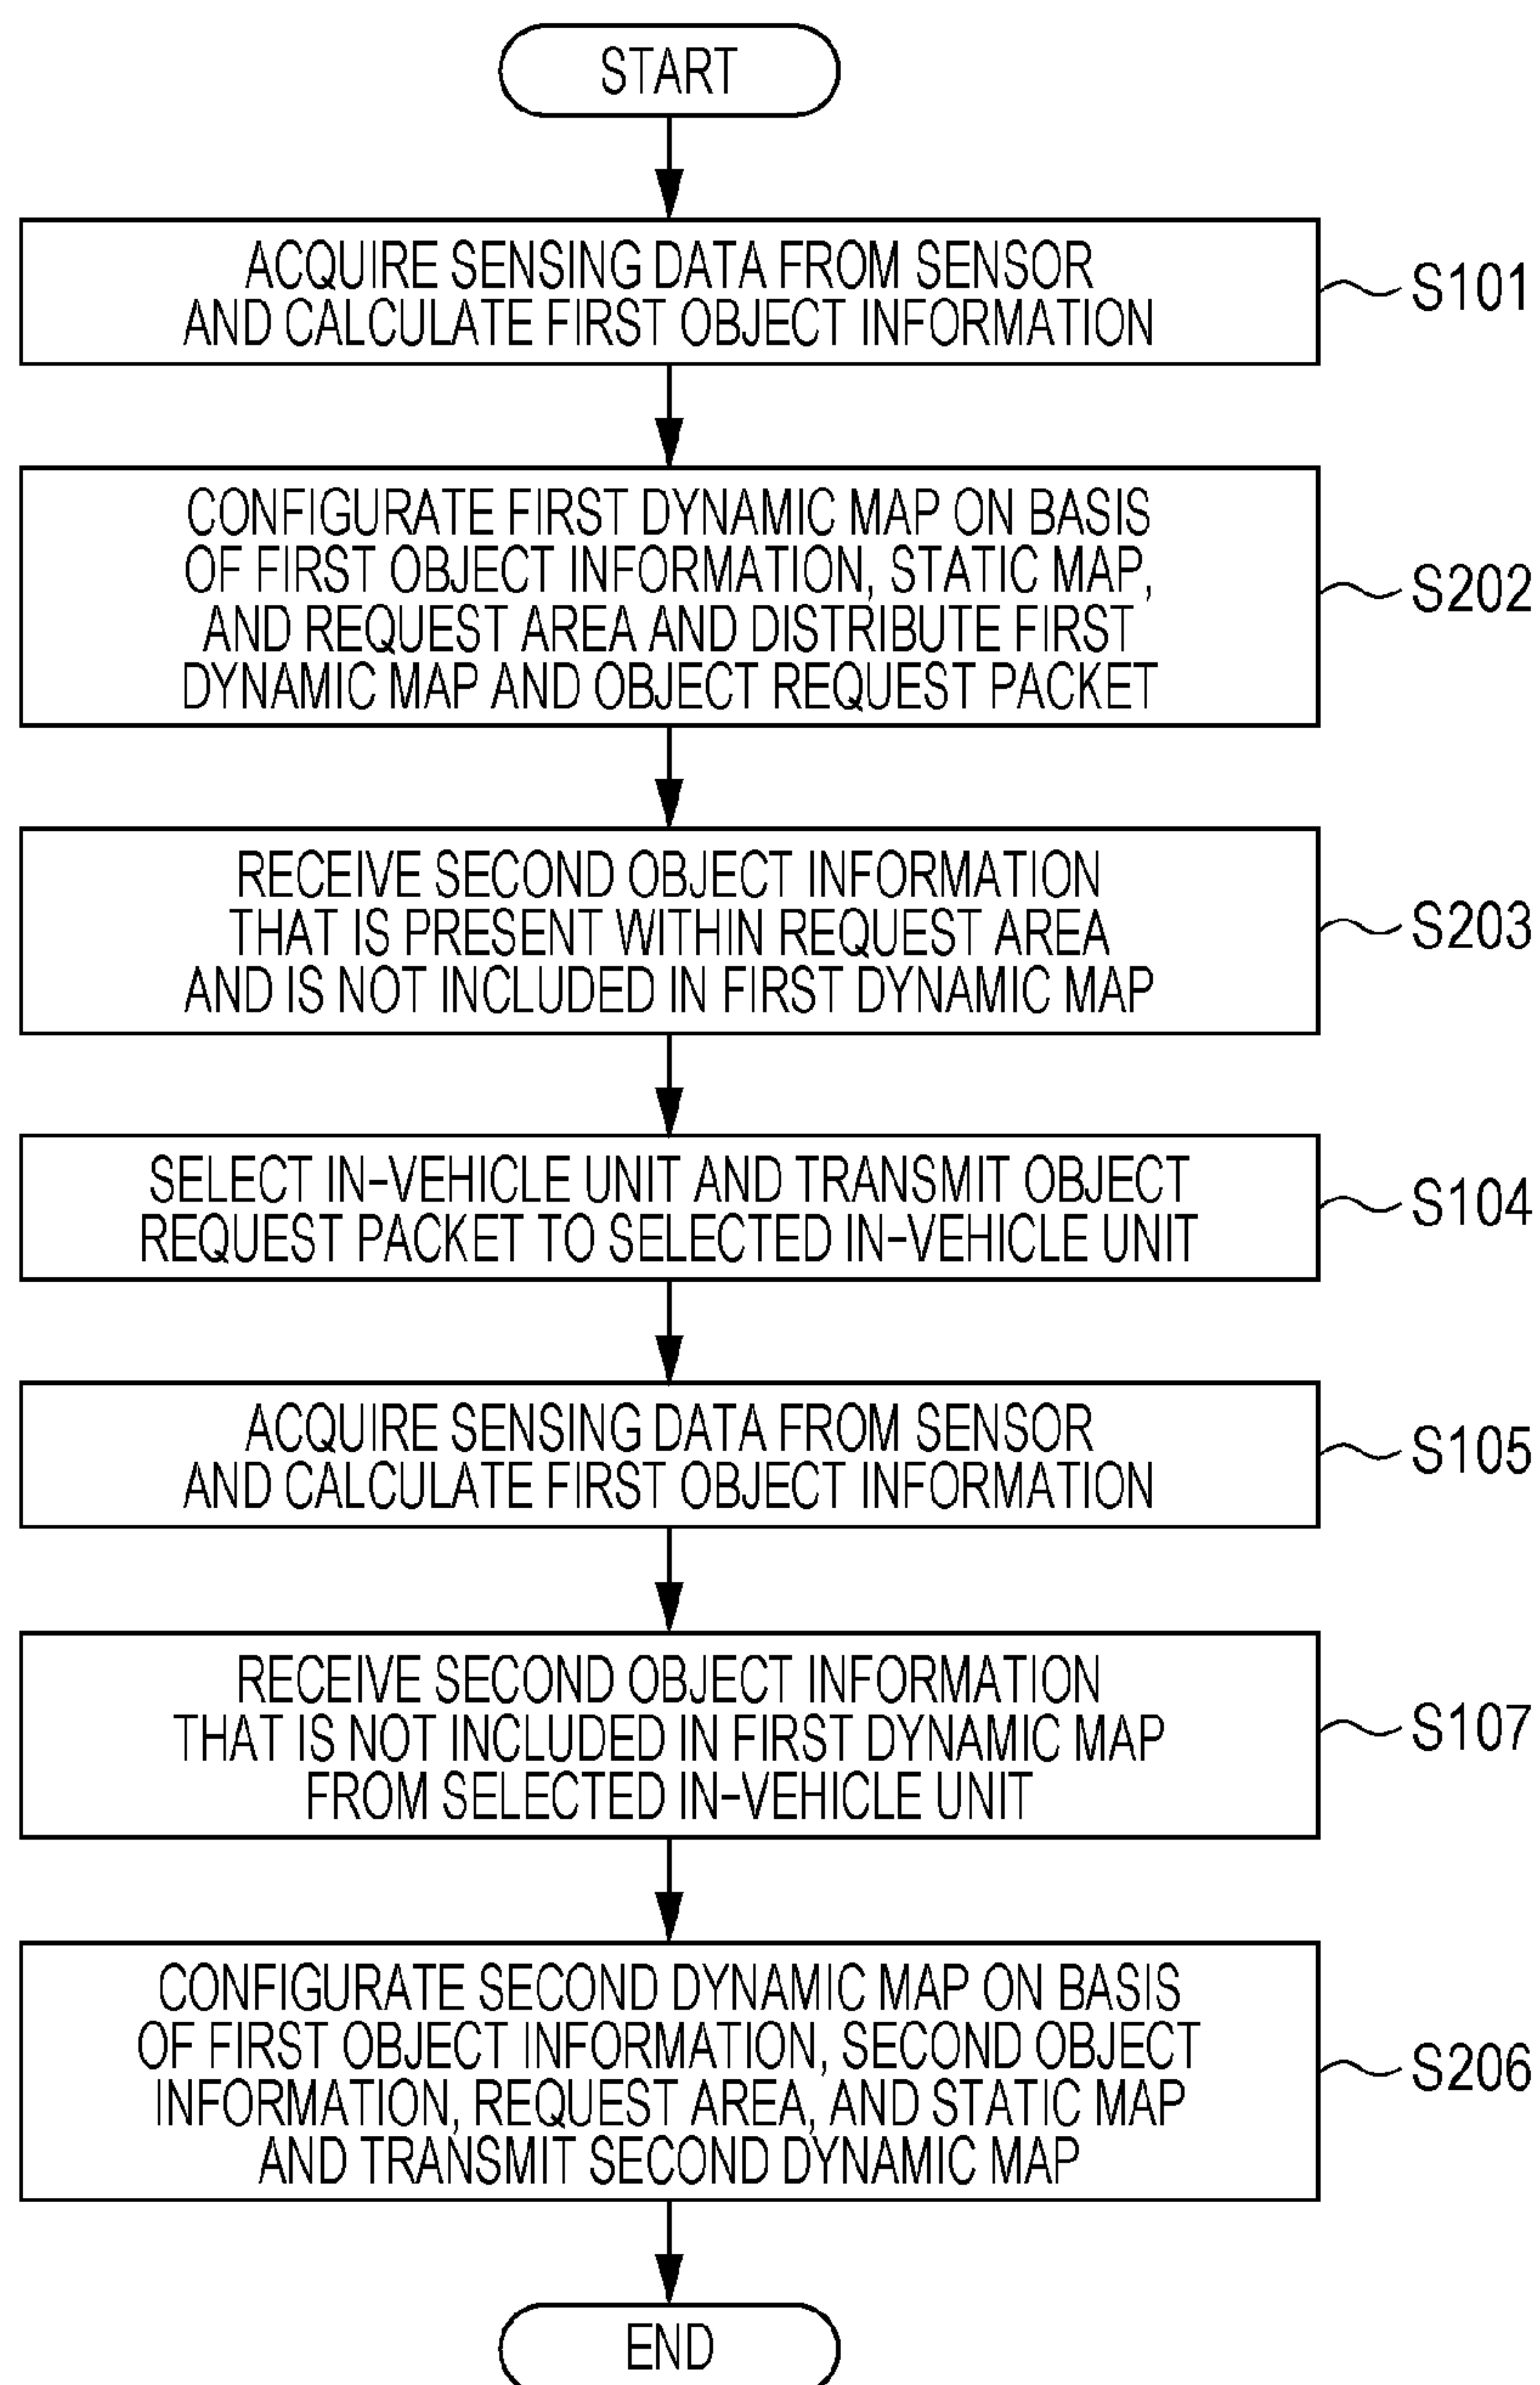 START
ACQUIRE SENSING DATA FROM SENSOR
AND CALCULATE FIRST OBJECT INFORMATION
S101
CONFIGURATE FIRST DYNAMIC MAP ON BASIS
OF FIRST OBJECT INFORMATION, STATIC MAP,
AND REQUEST AREA AND DISTRIBUTE FIRST
DYNAMIC MAP AND OBJECT REQUEST PACKET
S202
RECEIVE SECOND OBJECT INFORMATION
THAT IS PRESENT WITHIN REQUEST AREA
AND IS NOT INCLUDED IN FIRST DYNAMIC MAP
S203
SELECT IN-VEHICLE UNIT AND TRANSMIT OBJECT
REQUEST PACKET TO SELECTED IN-VEHICLE UNIT
S104
ACQUIRE SENSING DATA FROM SENSOR
AND CALCULATE FIRST OBJECT INFORMATION
S105
RECEIVE SECOND OBJECT INFORMATION
THAT IS NOT INCLUDED IN FIRST DYNAMIC MAP
FROM SELECTED IN-VEHICLE UNIT
S107
CONFIGURATE SECOND DYNAMIC MAP ON BASIS
OF FIRST OBJECT INFORMATION, SECOND OBJECT
INFORMATION, REQUEST AREA, AND STATIC MAP
AND TRANSMIT SECOND DYNAMIC MAP
S206
END